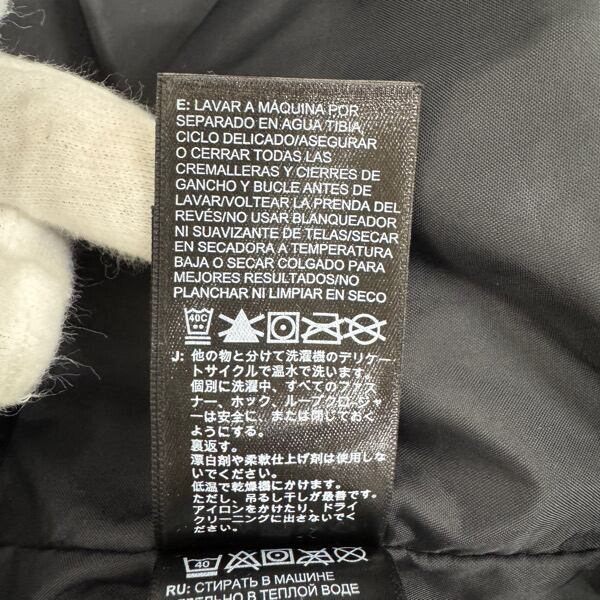 E: LAVAR A MÁQUINA POR
SEPARADO EN AGUA TIBIA/
CICLO DELICADO/ASEGURAR
O CERRAR TODAS LAS
CREMALLERAS Y CIERRES DE
GANCHO Y BUCLE ANTES DE
LAVAR/VOLTEAR LA PRENDA DEL
REVÉS/NO USAR BLANQUEADOR
NI SUAVIZANTE DE TELAS/SECAR
EN SECADORA A TEMPERATURA
BAJA O SECAR COLGADO PARA
MEJORES RESULTADOS/NO
PLANCHAR NI LIMPIAR EN SECO
40C
J: 他の物と分けて洗濯機のデリケー
トサイクルで温水で洗います。
個別に洗濯中、すべてのファス
ナー、ホック、ループクロージャ
ーは安全に、または閉じておく
ようにする。
裏返す。
漂白剤や柔軟仕上げ剤は使用しな
いでください。
低温で乾燥機にかけます。
ただし、吊るし干しが最善です。
アイロンをかけたり、ドライ
クリーニングに出さないでく
ださい。
40
RU: СТИРАТЬ В МАШИНЕ
ОТДЕЛЬНО В ТЕПЛОЙ ВОДЕ